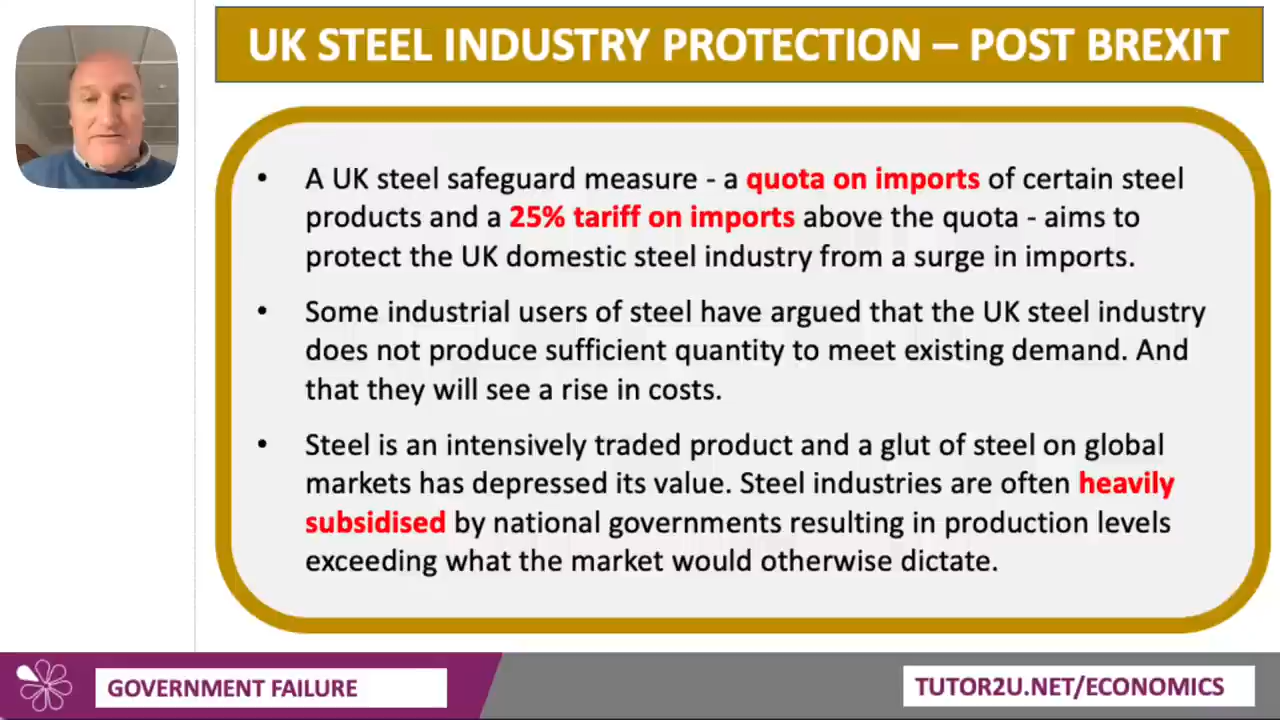 UK STEEL INDUSTRY PROTECTION – POST BREXIT
• A UK steel safeguard measure - a quota on imports of certain steel
products and a 25% tariff on imports above the quota - aims to
protect the UK domestic steel industry from a surge in imports.
• Some industrial users of steel have argued that the UK steel industry
does not produce sufficient quantity to meet existing demand. And
that they will see a rise in costs.
• Steel is an intensively traded product and a glut of steel on global
markets has depressed its value. Steel industries are often heavily
subsidised by national governments resulting in production levels
exceeding what the market would otherwise dictate.
GOVERNMENT FAILURE
TUTOR2U.NET/ECONOMICS